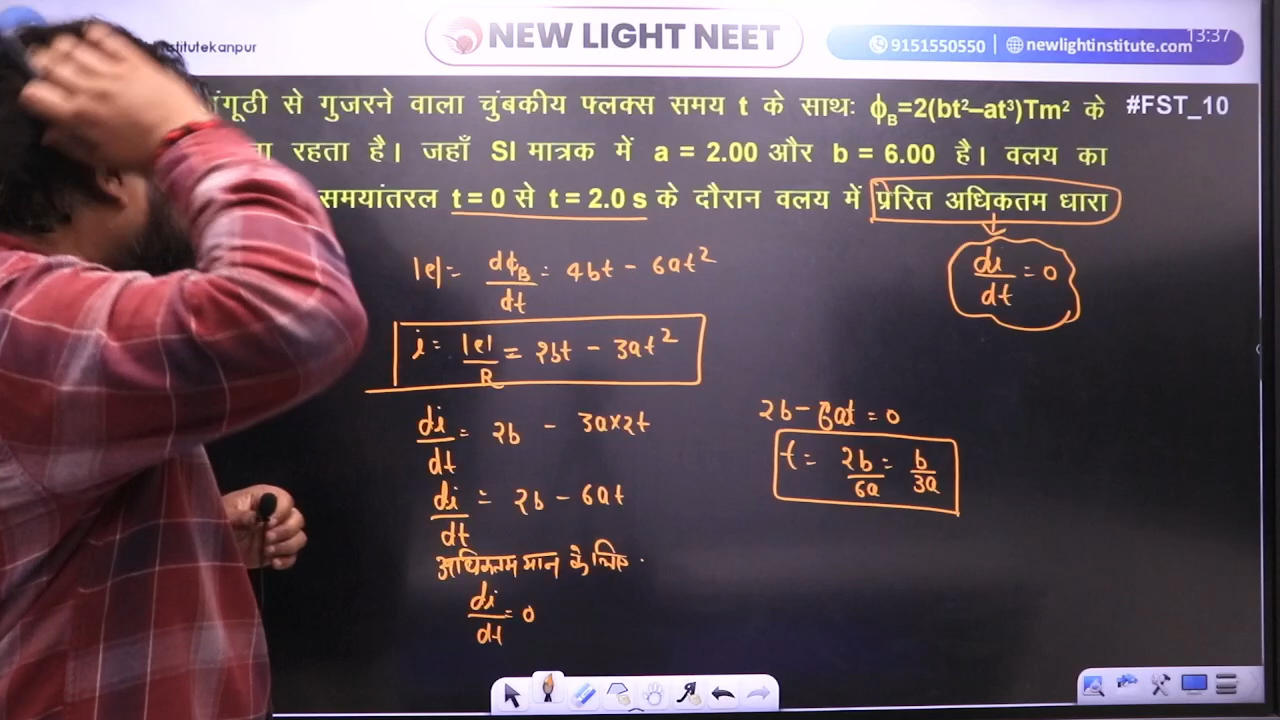 stitutekanpur
NEW LIGHT NEET
9151550550 | newlightinstitute.com
13:37
से गुजरने वाला चुंबकीय फ्लक्स समय t के साथः ϕB=2(bt²–at³)Tm² के
#FST_10
रहता है। जहाँ SI मात्रक में a = 2.00 और b = 6.00 है। वलय का
समयांतरल t = 0 से t = 2.0 s के दौरान वलय में प्रेरित अधिकतम धारा
|e| = dϕB/dt = 4bt - 6at²
di/dt = 0
i = |e|/R = 2bt - 3at²
di/dt = 2b - 3a×2t
2b - 6at = 0
t = 2b/6a = b/3a
di/dt = 2b - 6at
अधिकतम मान के लिए
di/dt = 0